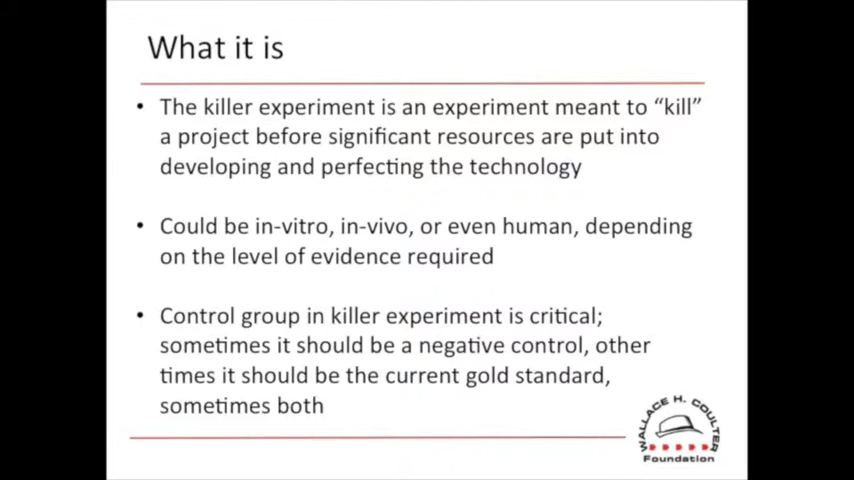 What it is
• The killer experiment is an experiment meant to “kill”
a project before significant resources are put into
developing and perfecting the technology
• Could be in-vitro, in-vivo, or even human, depending
on the level of evidence required
• Control group in killer experiment is critical;
sometimes it should be a negative control, other
times it should be the current gold standard,
sometimes both
WALLACE H. COULTER
Foundation